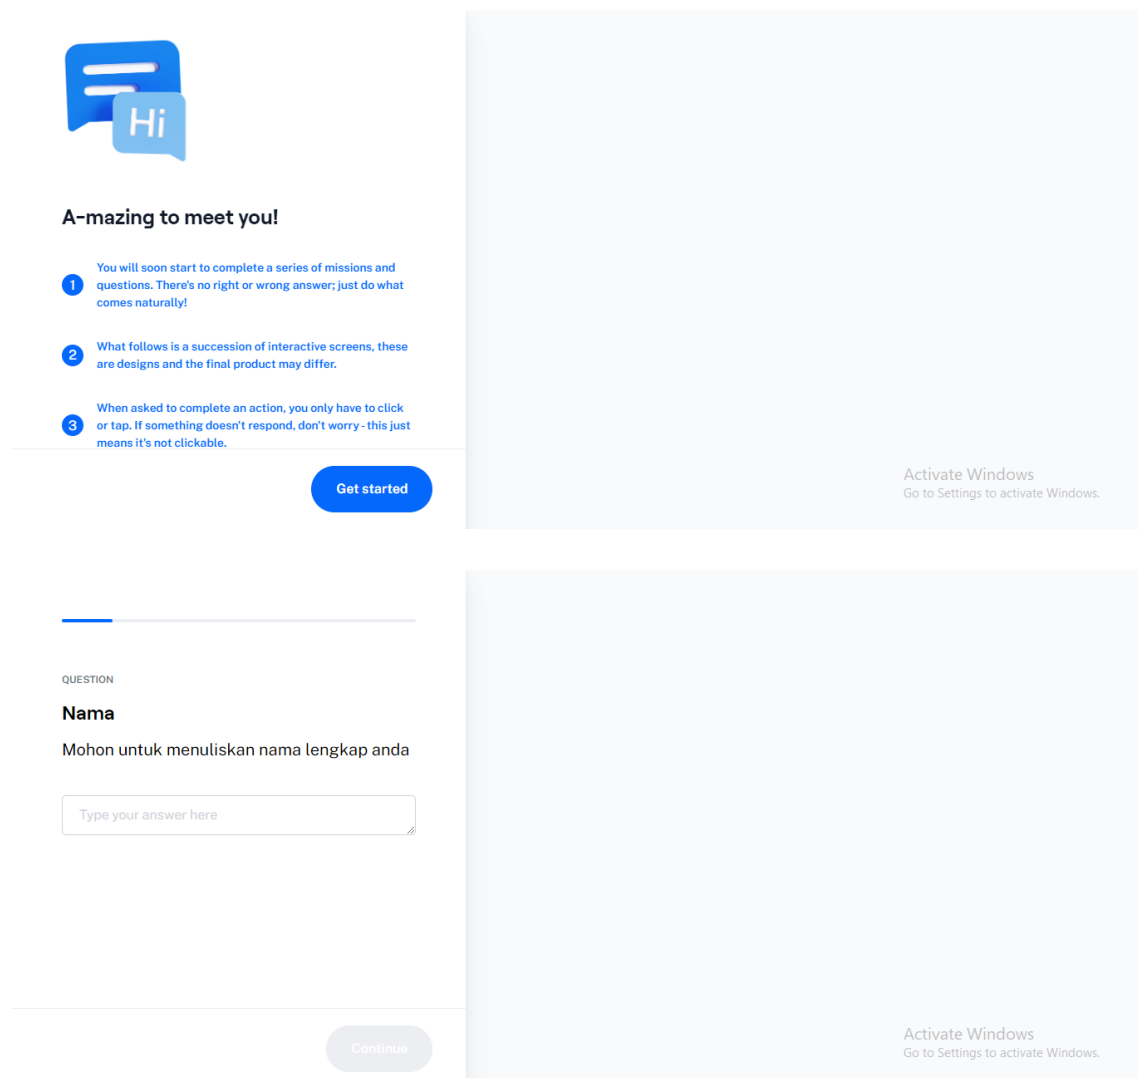 Hi
A-mazing to meet you!
1
You will soon start to complete a series of missions and
questions. There's no right or wrong answer; just do what
comes naturally!
2
What follows is a succession of interactive screens, these
are designs and the final product may differ.
3
When asked to complete an action, you only have to click
or tap. If something doesn't respond, don't worry - this just
means it's not clickable.
Get started
Activate Windows
Go to Settings to activate Windows.
QUESTION
Nama
Mohon untuk menuliskan nama lengkap anda
Type your answer here
Continue
Activate Windows
Go to Settings to activate Windows.